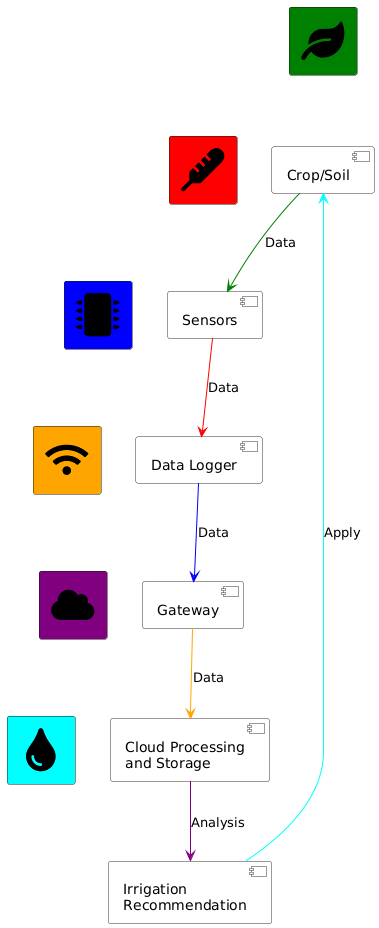 Crop/Soil
Data
Sensors
Data
Data Logger
Data
Apply
Gateway
Data
Cloud Processing
and Storage
Analysis
Irrigation
Recommendation